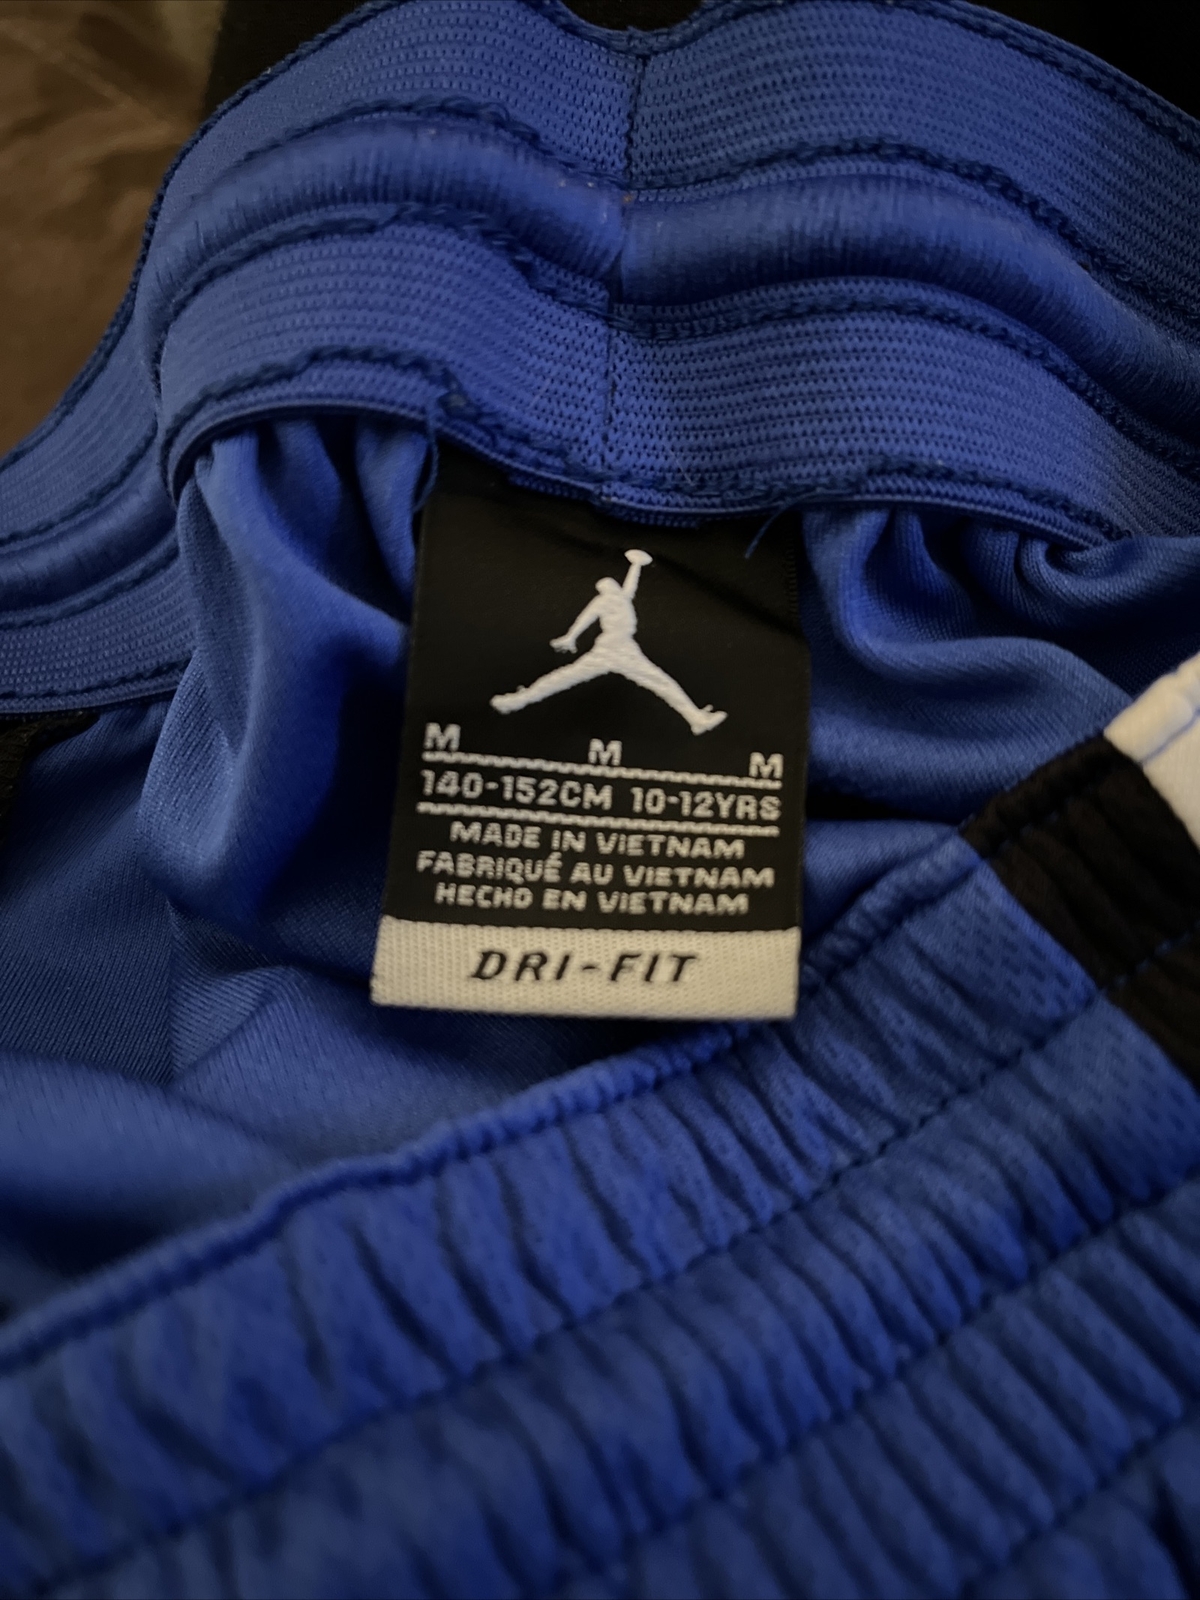 M M M
140-152CM 10-12YRS
MADE IN VIETNAM
FABRIQUÉ AU VIETNAM
HECHO EN VIETNAM
DRI-FIT